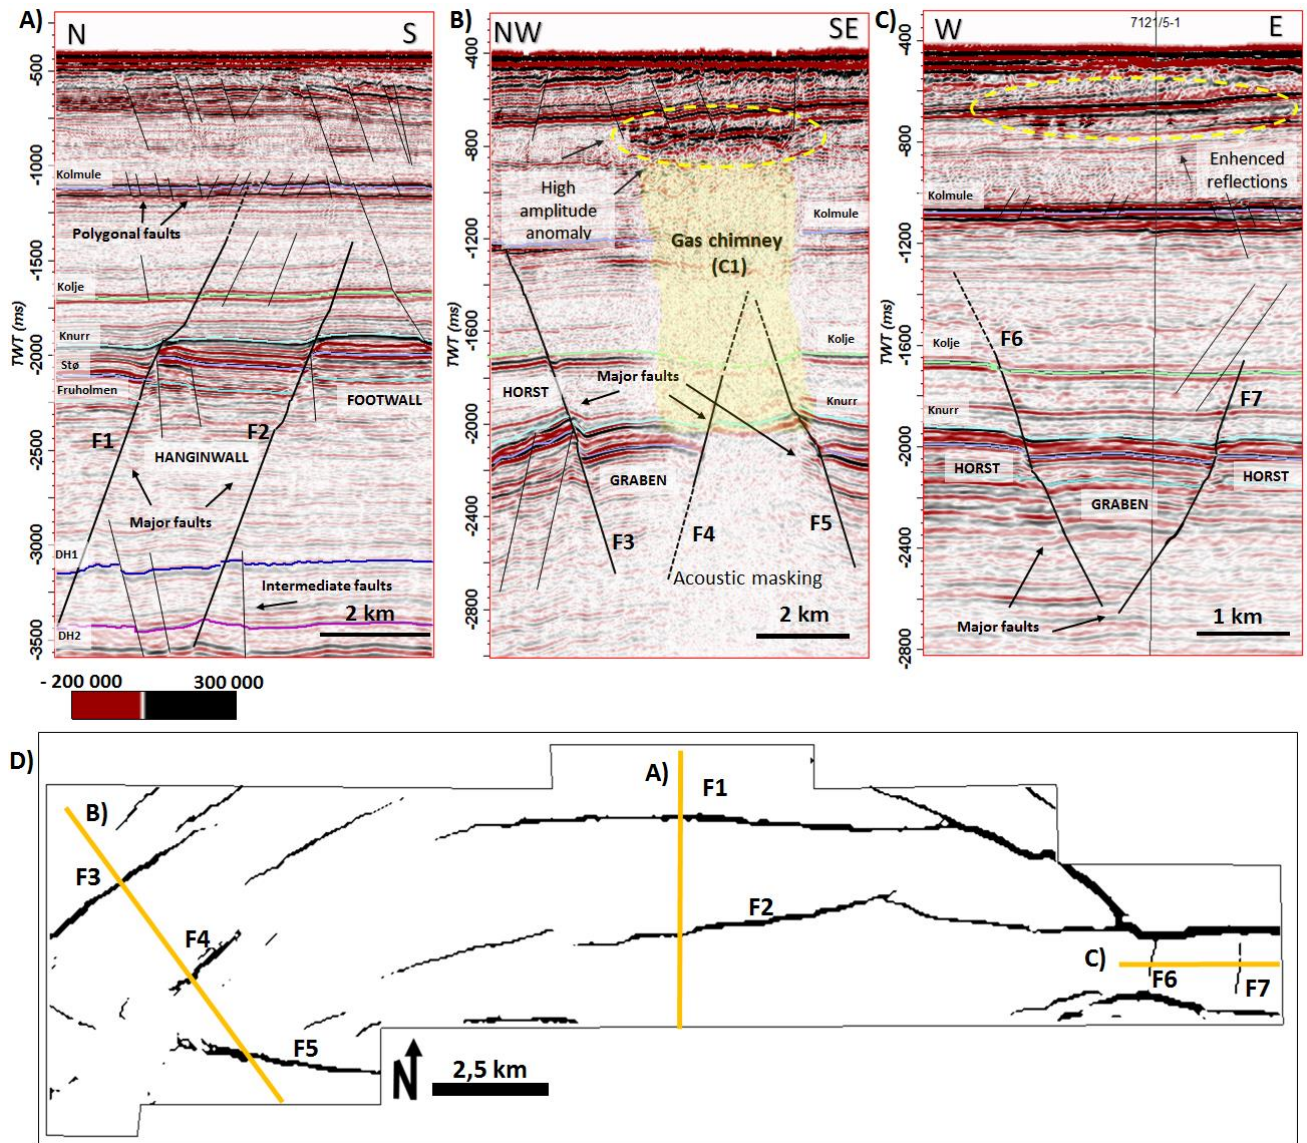 A)
N
S
-500
-1000
-1500
-2000
-2500
-3000
-3500
TWT (ms)
Kolmule
Polygonal faults
Kolje
Knurr
Stø
Fruholmen
FOOTWALL
F1
F2
HANGINWALL
Major faults
DH1
Intermediate faults
2 km
DH2
- 200 000
300 000
B)
NW
SE
-400
-800
-1200
-1600
-2000
-2400
-2800
TWT (ms)
High
amplitude
anomaly
Kolmule
Gas chimney
(C1)
Kolje
Major faults
HORST
Knurr
GRABEN
F3
F4
F5
Acoustic masking
2 km
C)
W
7121/5-1
E
-400
-800
-1200
-1600
-2000
-2400
-2800
TWT (ms)
Enhenced
reflections
Kolmule
F6
Kolje
F7
Knurr
HORST
GRABEN
HORST
Major faults
1 km
D)
A)
F1
B)
F3
F4
F2
C)
F6
F7
F5
N
2,5 km